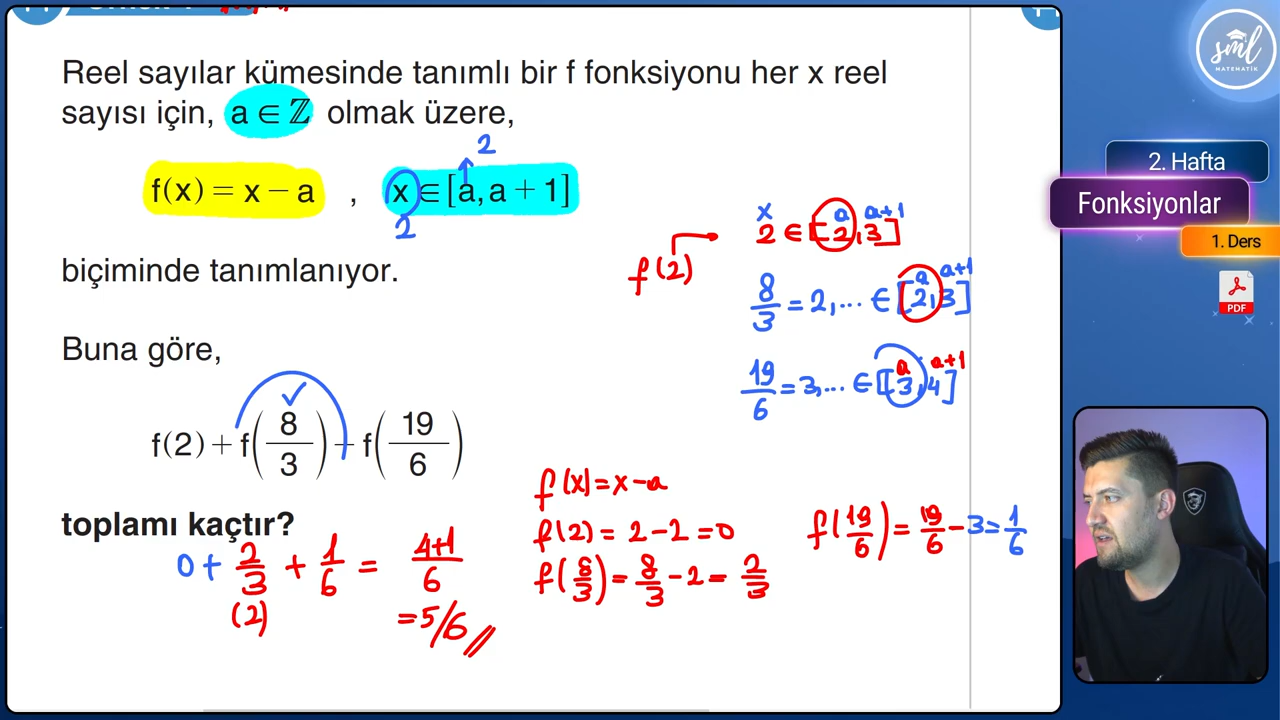 Reel sayılar kümesinde tanımlı bir f fonksiyonu her x reel
sayısı için, a ∈ ℤ olmak üzere,
2
f(x) = x − a , x ∈ [a, a + 1]
2
biçiminde tanımlanıyor.
Buna göre,
f(2) + f(8/3) + f(19/6)
toplamı kaçtır?
0 + 2/3 + 1/6 = 4+1/6
(2)
= 5/6
f(2)
x a a+1
2 ∈ [2, 3]
a a+1
8/3 = 2,... ∈ [2, 3]
a a+1
19/6 = 3,... ∈ [3, 4]
f(x) = x − a
f(2) = 2 − 2 = 0
f(8/3) = 8/3 − 2 = 2/3
f(19/6) = 19/6 − 3 = 1/6
sml
MATEMATİK
2. Hafta
Fonksiyonlar
1. Ders
PDF